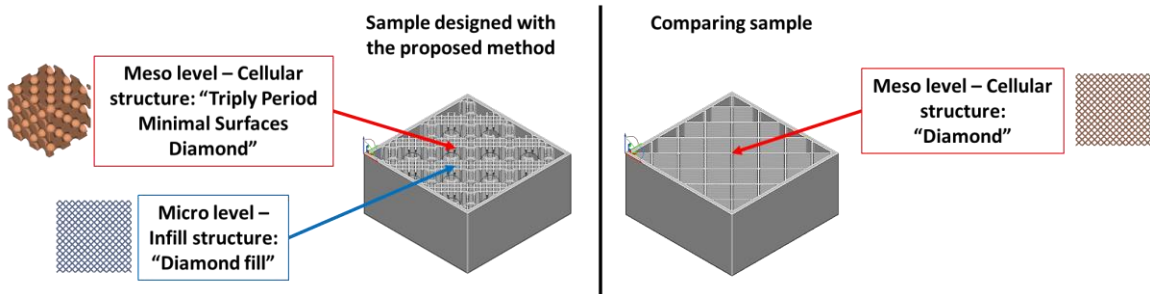 Sample designed with
the proposed method
Meso level – Cellular
structure: “Triply Period
Minimal Surfaces
Diamond”
Micro level –
Infill structure:
“Diamond fill”
Comparing sample
Meso level – Cellular
structure:
“Diamond”